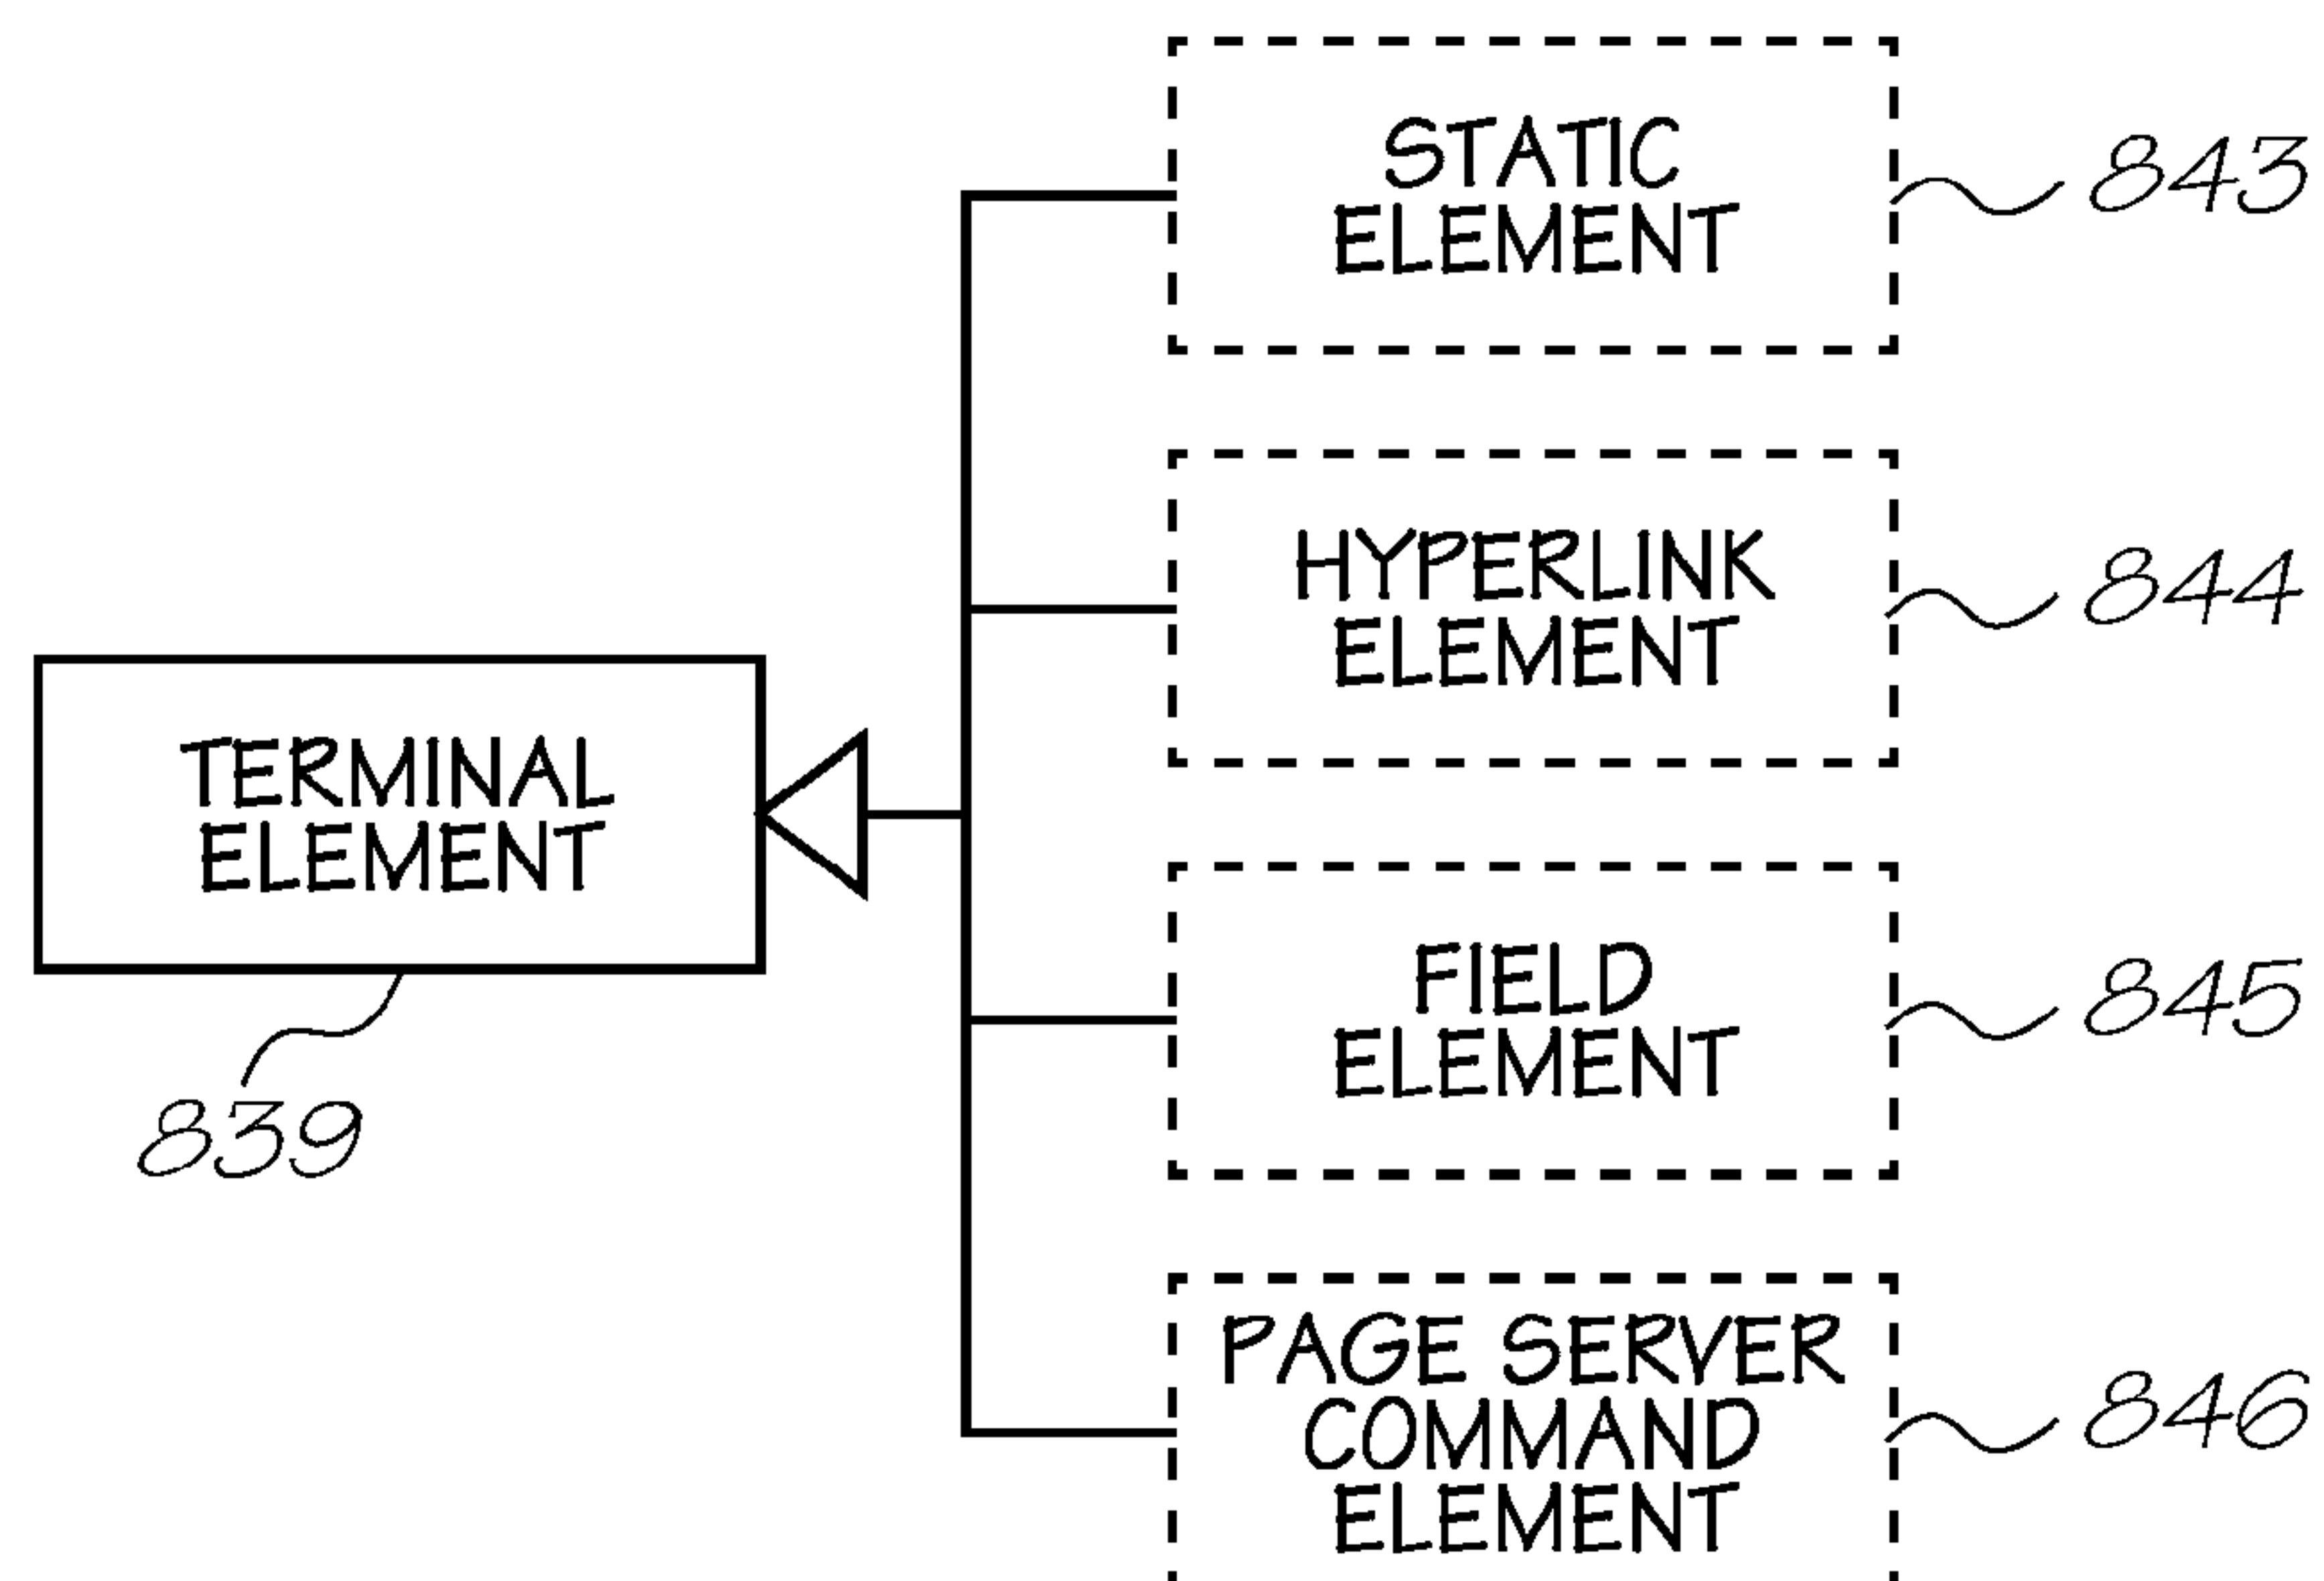 STATIC
ELEMENT
843
HYPERLINK
ELEMENT
844
TERMINAL
ELEMENT
839
FIELD
ELEMENT
845
PAGE SERVER
COMMAND
ELEMENT
846